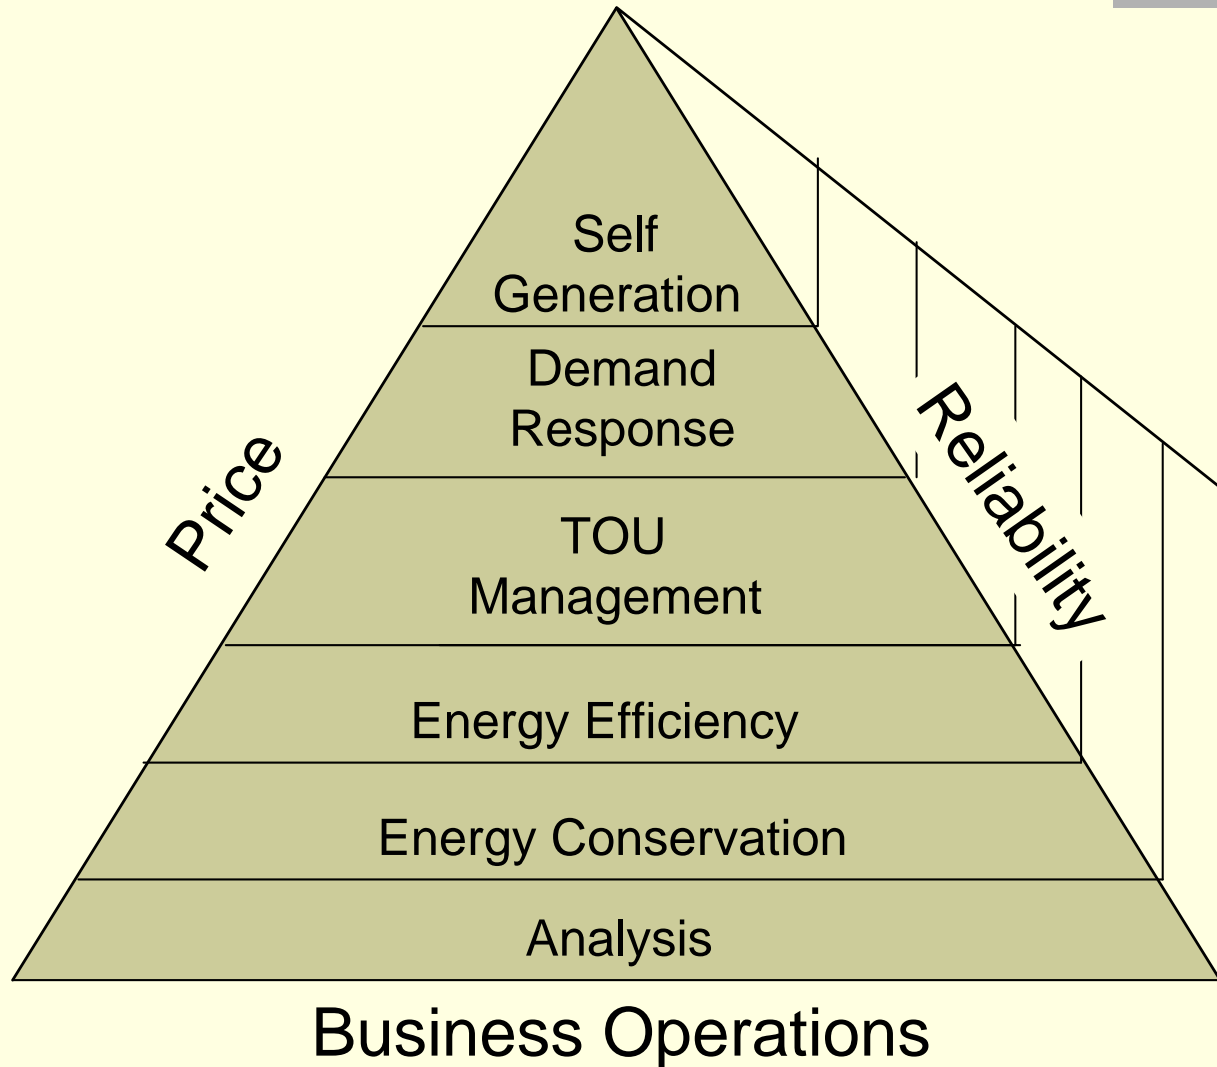 Self
Generation
Demand
Response
Price
Reliability
TOU
Management
Energy Efficiency
Energy Conservation
Analysis
Business Operations